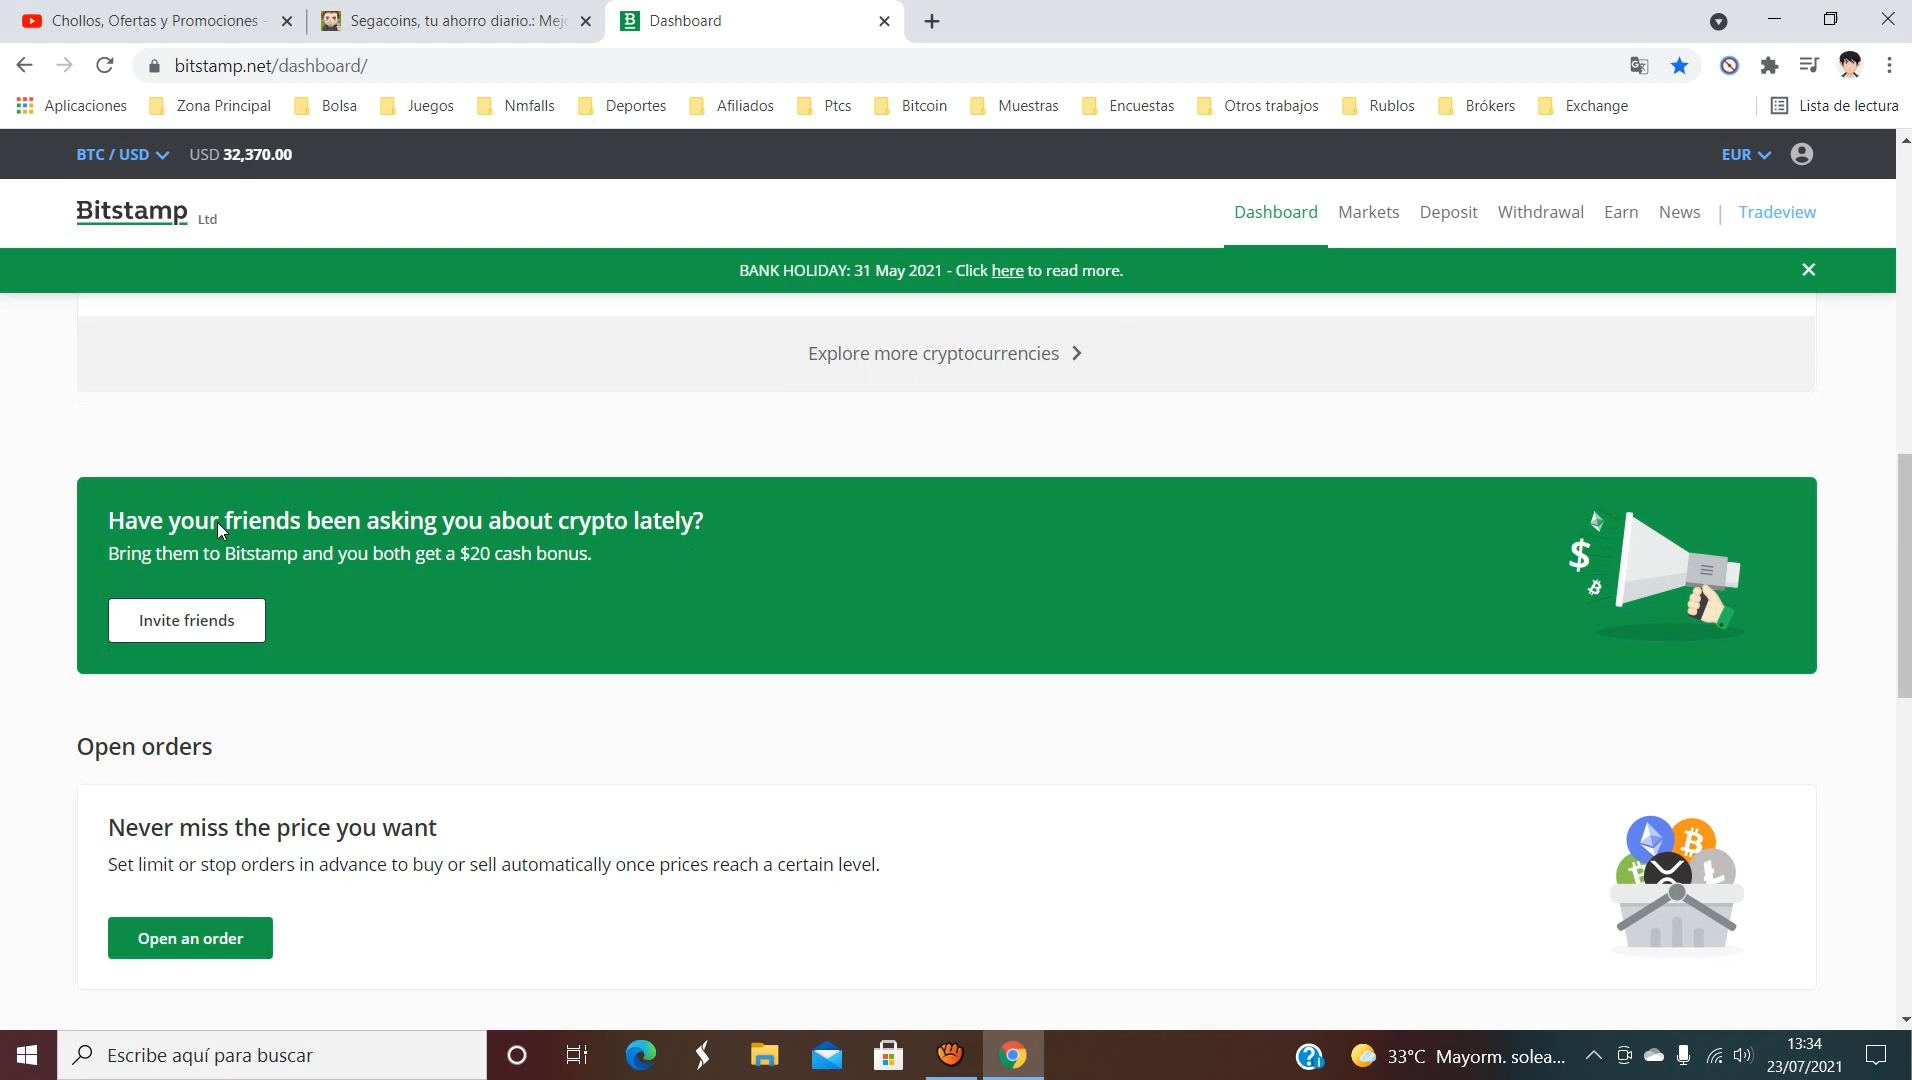 Chollos, Ofertas y Promociones -
Segacoins, tu ahorro diario.: Mejo
Dashboard
bitstamp.net/dashboard/
Aplicaciones
Zona Principal
Bolsa
Juegos
Nmfalls
Deportes
Afiliados
Ptcs
Bitcoin
Muestras
Encuestas
Otros trabajos
Rublos
Brókers
Exchange
Lista de lectura
BTC / USD
USD 32,370.00
EUR
Bitstamp Ltd
Dashboard
Markets
Deposit
Withdrawal
Earn
News
|
Tradeview
BANK HOLIDAY: 31 May 2021 - Click here to read more.
Explore more cryptocurrencies
Have your friends been asking you about crypto lately?
Bring them to Bitstamp and you both get a $20 cash bonus.
Invite friends
Open orders
Never miss the price you want
Set limit or stop orders in advance to buy or sell automatically once prices reach a certain level.
Open an order
Escribe aquí para buscar
33°C Mayorm. solea...
13:34
23/07/2021